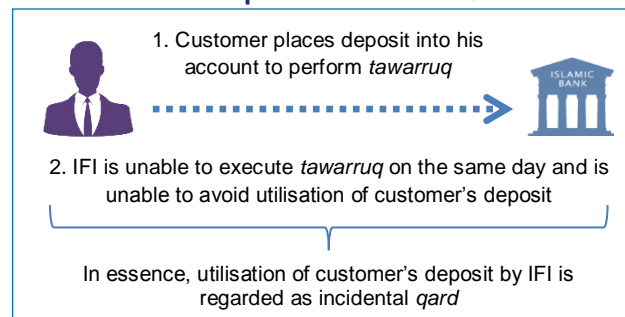 1. Customer places deposit into his
account to perform tawarruq
ISLAMIC
BANK
2. IFI is unable to execute tawarruq on the same day and is
unable to avoid utilisation of customer’s deposit
In essence, utilisation of customer’s deposit by IFI is
regarded as incidental qard